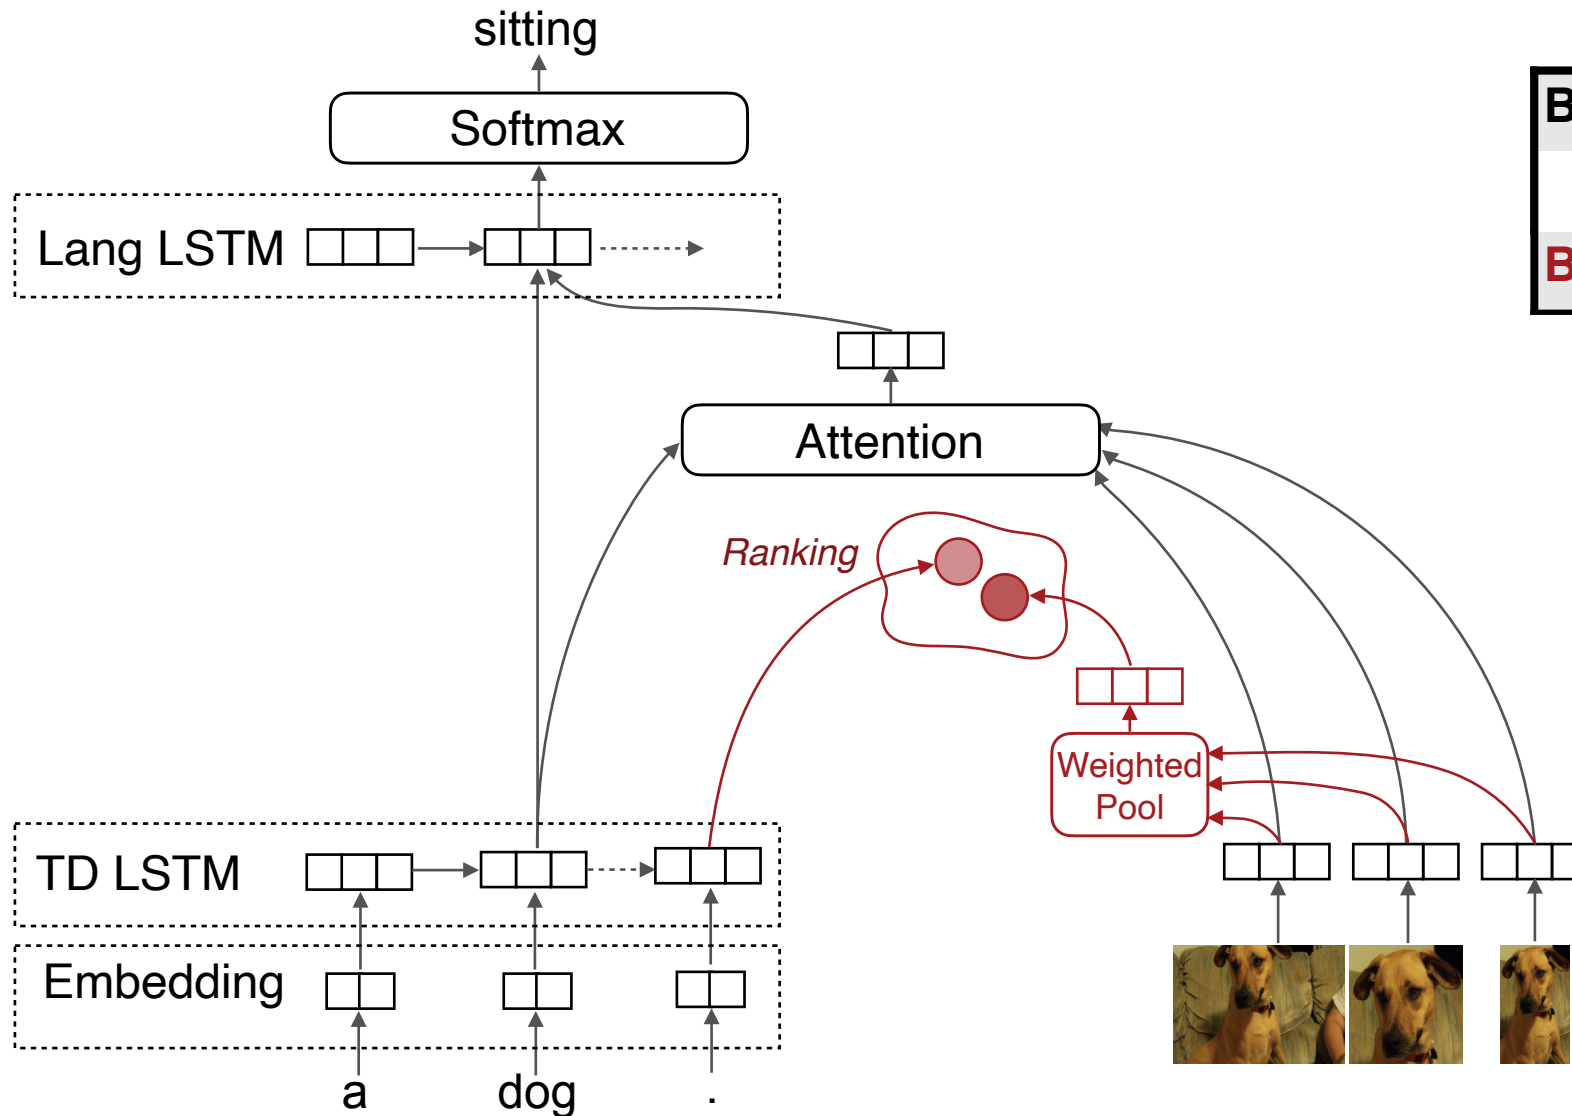 sitting
Softmax
B
Lang LSTM
B
Attention
Ranking
Weighted
Pool
TD LSTM
Embedding
a dog .